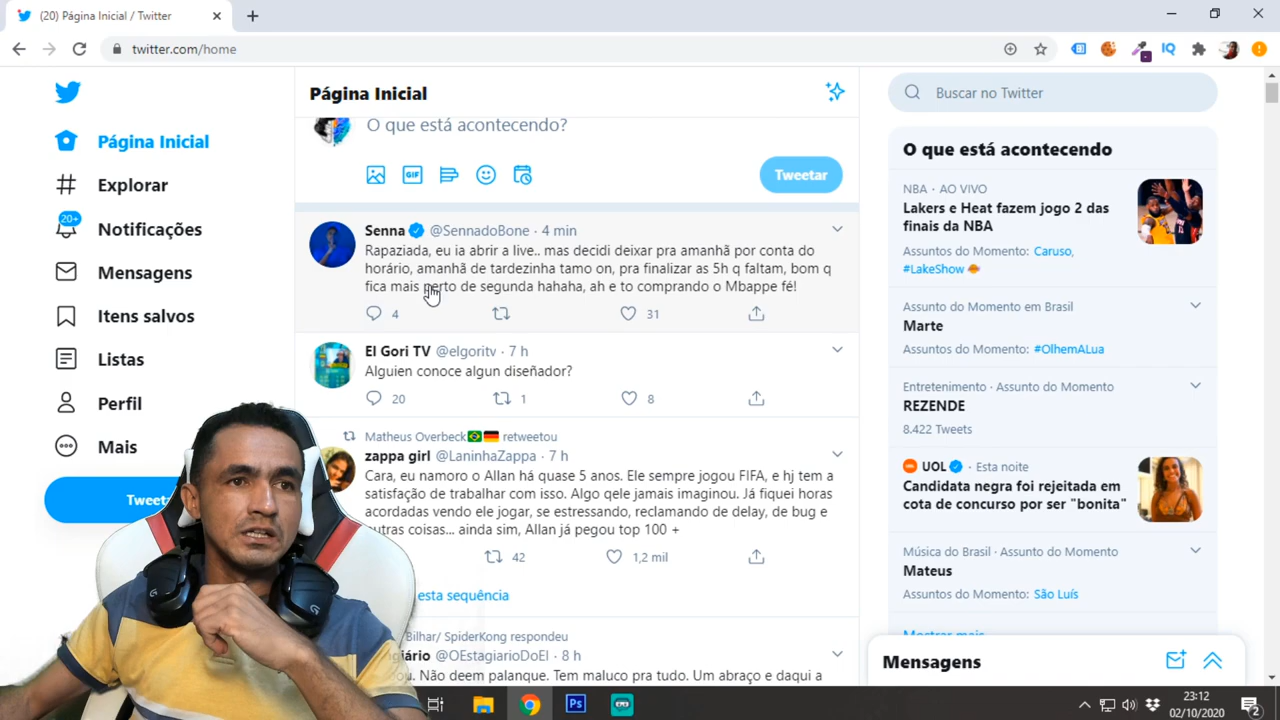 (20) Página Inicial / Twitter
twitter.com/home
IQ
Página Inicial
20+
Explorar
Notificações
Mensagens
Itens salvos
Listas
Perfil
Mais
Tweet
Página Inicial
O que está acontecendo?
GIF
Tweetar
Senna @SennadoBone · 4 min
Rapaziada, eu ia abrir a live.. mas decidi deixar pra amanhã por conta do
horário, amanhã de tardezinha tamo on, pra finalizar as 5h q faltam, bom q
fica mais perto de segunda hahaha, ah e to comprando o Mbappe fé!
4 31
El Gori TV @elgoritv · 7 h
Alguien conoce algun diseñador?
20 1 8
Matheus Overbeck retweetou
zappa girl @LaninhaZappa · 7 h
Cara, eu namoro o Allan há quase 5 anos. Ele sempre jogou FIFA, e hj tem a
satisfação de trabalhar com isso. Algo qele jamais imaginou. Já fiquei horas
acordadas vendo ele jogar, se estressando, reclamando de delay, de bug e
outras coisas... ainda sim, Allan já pegou top 100 +
42 1,2 mil
esta sequência
Bilhar/ SpiderKong respondeu
giário @OEstagiarioDoEI · 8 h
ou. Não deem palanque. Tem maluco pra tudo. Um abraço e daqui a
Buscar no Twitter
O que está acontecendo
NBA · AO VIVO
Lakers e Heat fazem jogo 2 das
finais da NBA
Assuntos do Momento: Caruso,
#LakeShow
Assunto do Momento em Brasil
Marte
Assuntos do Momento: #OlhemALua
Entretenimento · Assunto do Momento
REZENDE
8.422 Tweets
UOL · Esta noite
Candidata negra foi rejeitada em
cota de concurso por ser "bonita"
Música do Brasil · Assunto do Momento
Mateus
Assuntos do Momento: São Luís
Mostrar mais
Mensagens
Ps
23:12
02/10/2020
2